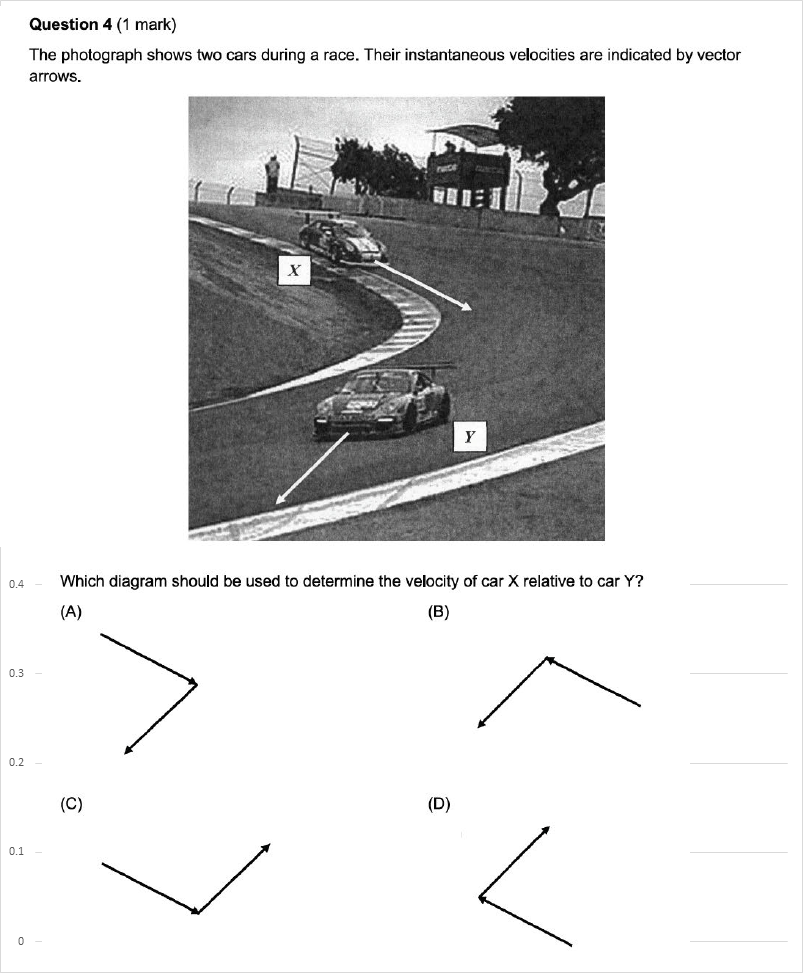 Question 4 (1 mark)
The photograph shows two cars during a race. Their instantaneous velocities are indicated by vector
arrows.
X
Y
0.4
Which diagram should be used to determine the velocity of car X relative to car Y?
(A)
(B)
0.3
0.2
(C)
(D)
0.1
0